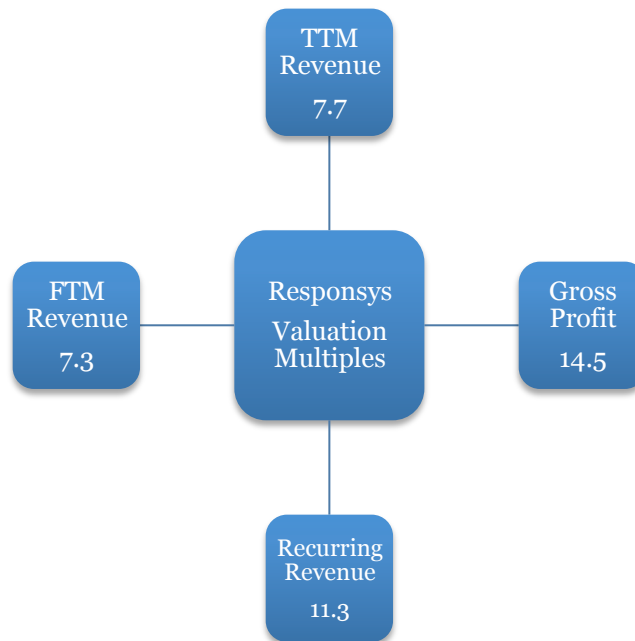 TTM
Revenue
7.7
FTM
Revenue
7.3
Responsys
Valuation
Multiples
Gross
Profit
14.5
Recurring
Revenue
11.3